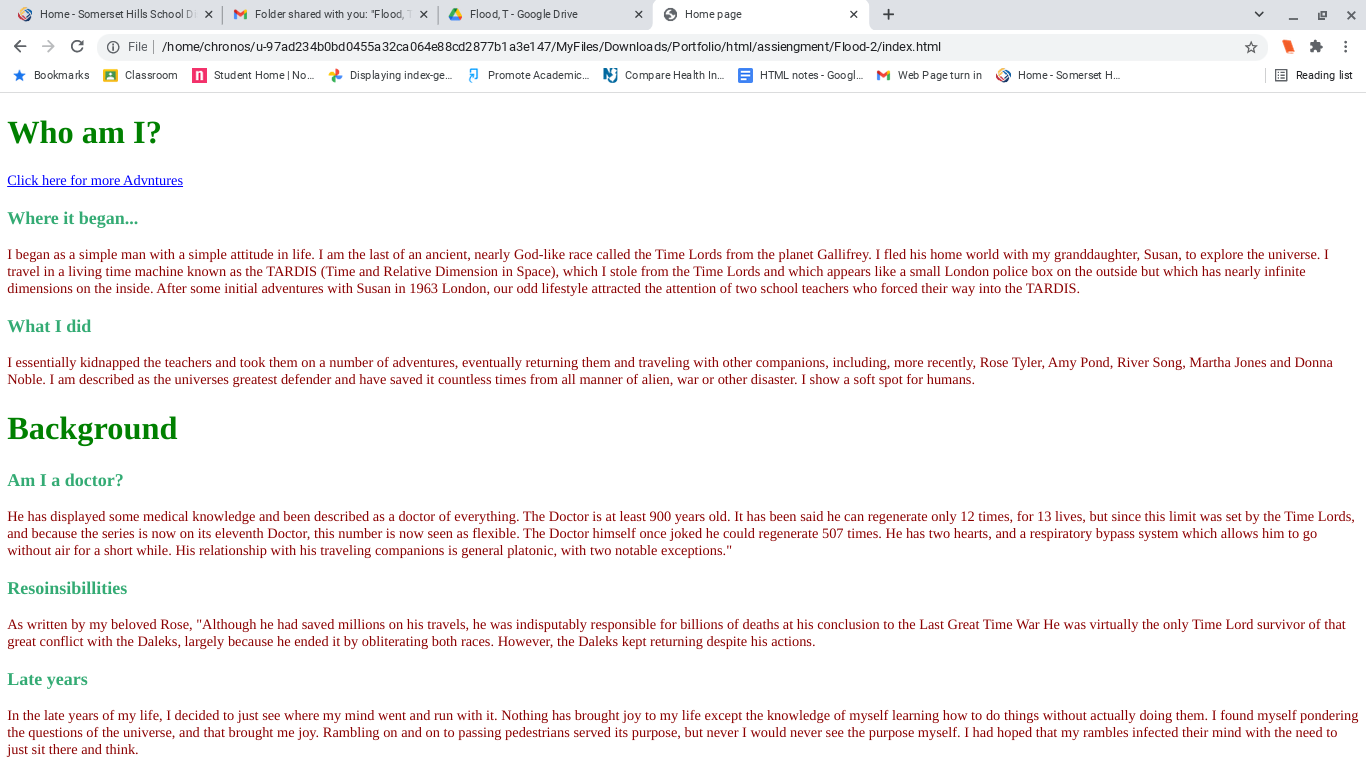 Home - Somerset Hills School Di
Folder shared with you: "Flood, T
Flood, T - Google Drive
Home page
File
/home/chronos/u-97ad234b0bd0455a32ca064e88cd2877b1a3e147/MyFiles/Downloads/Portfolio/html/assiengment/Flood-2/index.html
Bookmarks
Classroom
Student Home | No...
Displaying index-ge...
Promote Academic...
Compare Health In...
HTML notes - Googl...
Web Page turn in
Home - Somerset H...
Reading list
Who am I?
Click here for more Advntures
Where it began...
I began as a simple man with a simple attitude in life. I am the last of an ancient, nearly God-like race called the Time Lords from the planet Gallifrey. I fled his home world with my granddaughter, Susan, to explore the universe. I
travel in a living time machine known as the TARDIS (Time and Relative Dimension in Space), which I stole from the Time Lords and which appears like a small London police box on the outside but which has nearly infinite
dimensions on the inside. After some initial adventures with Susan in 1963 London, our odd lifestyle attracted the attention of two school teachers who forced their way into the TARDIS.
What I did
I essentially kidnapped the teachers and took them on a number of adventures, eventually returning them and traveling with other companions, including, more recently, Rose Tyler, Amy Pond, River Song, Martha Jones and Donna
Noble. I am described as the universes greatest defender and have saved it countless times from all manner of alien, war or other disaster. I show a soft spot for humans.
Background
Am I a doctor?
He has displayed some medical knowledge and been described as a doctor of everything. The Doctor is at least 900 years old. It has been said he can regenerate only 12 times, for 13 lives, but since this limit was set by the Time Lords,
and because the series is now on its eleventh Doctor, this number is now seen as flexible. The Doctor himself once joked he could regenerate 507 times. He has two hearts, and a respiratory bypass system which allows him to go
without air for a short while. His relationship with his traveling companions is general platonic, with two notable exceptions."
Resoinsibillities
As written by my beloved Rose, "Although he had saved millions on his travels, he was indisputably responsible for billions of deaths at his conclusion to the Last Great Time War He was virtually the only Time Lord survivor of that
great conflict with the Daleks, largely because he ended it by obliterating both races. However, the Daleks kept returning despite his actions.
Late years
In the late years of my life, I decided to just see where my mind went and run with it. Nothing has brought joy to my life except the knowledge of myself learning how to do things without actually doing them. I found myself pondering
the questions of the universe, and that brought me joy. Rambling on and on to passing pedestrians served its purpose, but never I would never see the purpose myself. I had hoped that my rambles infected their mind with the need to
just sit there and think.